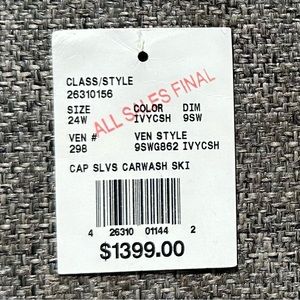 CLASS/STYLE
26310156
SIZE COLOR DIM
24W IVYCSH 9SW
ALL SALES FINAL
VEN # VEN STYLE
298 9SWG862 IVYCSH
CAP SLVS CARWASH SKI
4 26310 01144 2
$1399.00